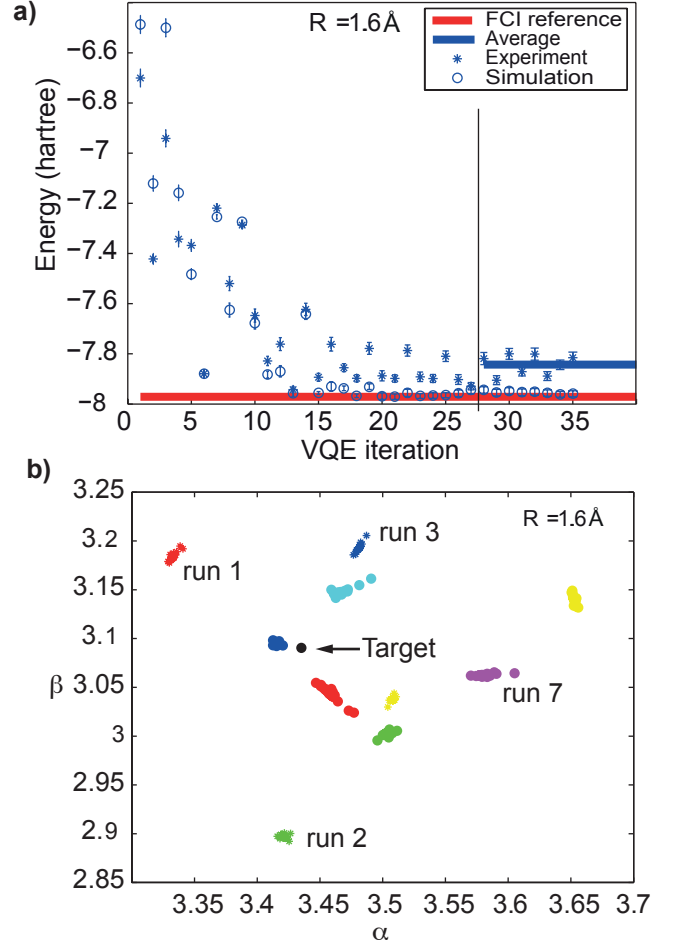 a)
R =1.6Å
FCI reference
Average
Experiment
Simulation
Energy (hartree)
−6.6
−6.8
−7
−7.2
−7.4
−7.6
−7.8
−8
0 5 10 15 20 25 30 35
VQE iteration
b)
R =1.6Å
3.25
3.2
3.15
3.1
3.05
3
2.95
2.9
2.85
β
run 1
run 3
Target
run 7
run 2
3.35 3.4 3.45 3.5 3.55 3.6 3.65 3.7
α